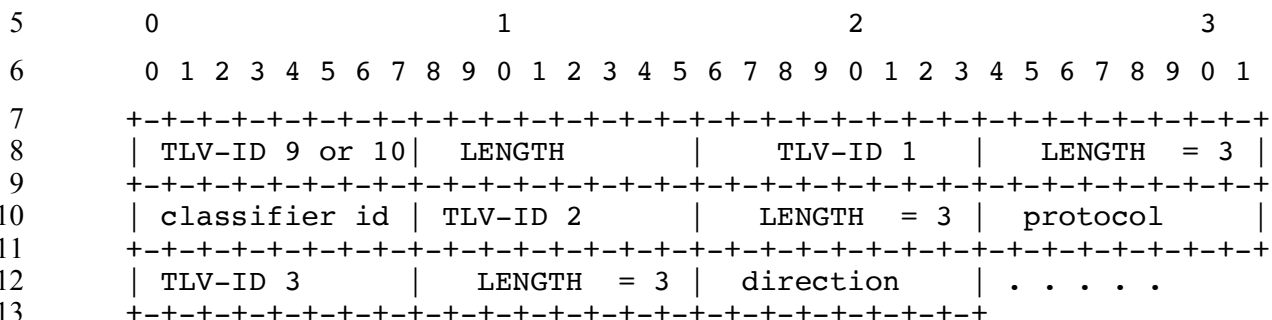 5 0 1 2 3
6 0 1 2 3 4 5 6 7 8 9 0 1 2 3 4 5 6 7 8 9 0 1 2 3 4 5 6 7 8 9 0 1
7 +-+-+-+-+-+-+-+-+-+-+-+-+-+-+-+-+-+-+-+-+-+-+-+-+-+-+-+-+-+-+-+-+
8 | TLV-ID 9 or 10| LENGTH | TLV-ID 1 | LENGTH = 3 |
9 +-+-+-+-+-+-+-+-+-+-+-+-+-+-+-+-+-+-+-+-+-+-+-+-+-+-+-+-+-+-+-+-+
10 | classifier id | TLV-ID 2 | LENGTH = 3 | protocol |
11 +-+-+-+-+-+-+-+-+-+-+-+-+-+-+-+-+-+-+-+-+-+-+-+-+-+-+-+-+-+-+-+-+
12 | TLV-ID 3 | LENGTH = 3 | direction | . . . . .
13 +-+-+-+-+-+-+-+-+-+-+-+-+-+-+-+-+-+-+-+-+-+-+-+-+